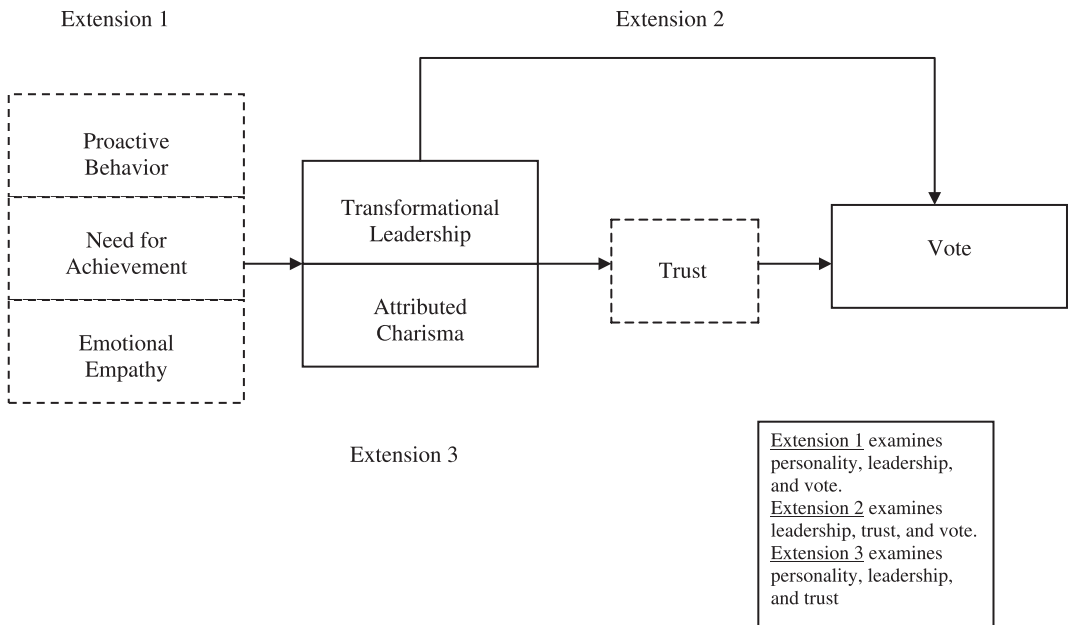 Extension 1
Extension 2
Proactive
Behavior
Need for
Achievement
Emotional
Empathy
Transformational
Leadership
Attributed
Charisma
Trust
Vote
Extension 3
Extension 1 examines
personality, leadership,
and vote.
Extension 2 examines
leadership, trust, and vote.
Extension 3 examines
personality, leadership,
and trust